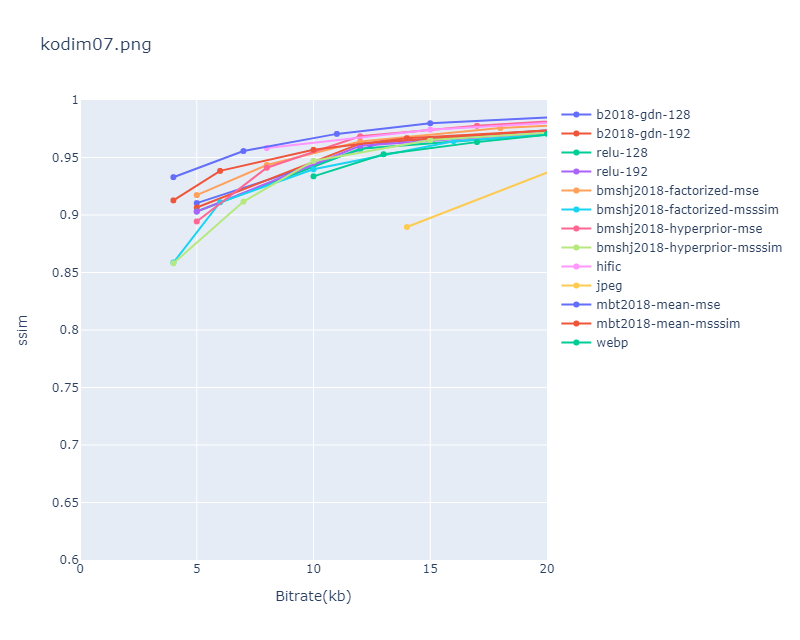 kodim07.png
1
0.95
0.9
0.85
0.8
0.75
0.7
0.65
0.6
0
5
10
15
20
ssim
Bitrate(kb)
b2018-gdn-128
b2018-gdn-192
relu-128
relu-192
bmshj2018-factorized-mse
bmshj2018-factorized-msssim
bmshj2018-hyperprior-mse
bmshj2018-hyperprior-msssim
hific
jpeg
mbt2018-mean-mse
mbt2018-mean-msssim
webp